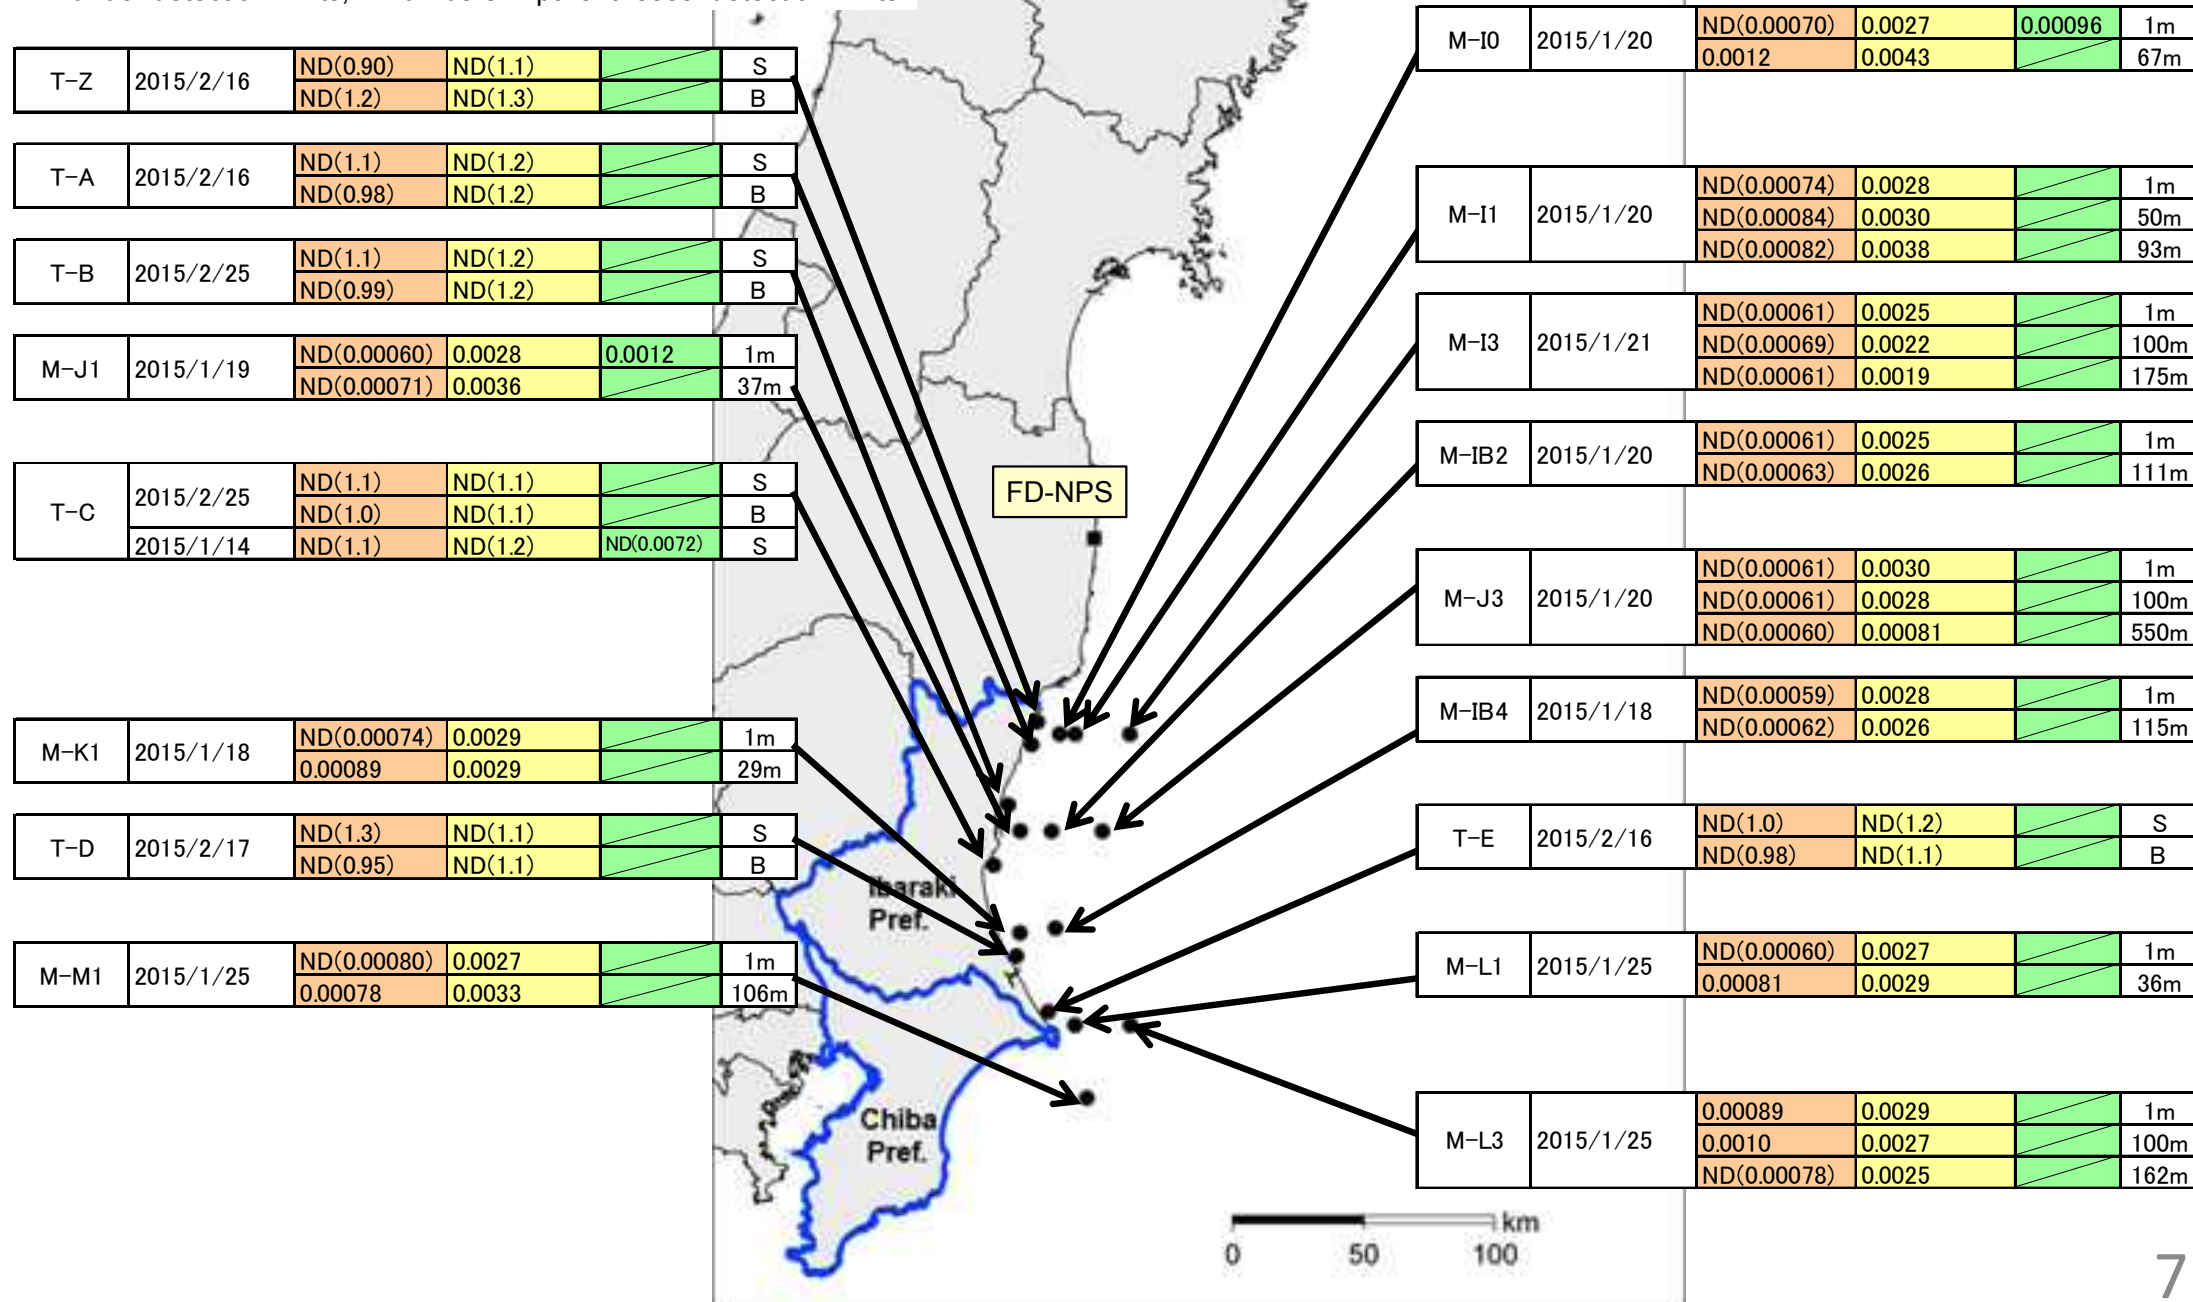 T-Z 2015/2/16 ND(0.90) ND(1.1) S
ND(1.2) ND(1.3) B
T-A 2015/2/16 ND(1.1) ND(1.2) S
ND(0.98) ND(1.2) B
T-B 2015/2/25 ND(1.1) ND(1.2) S
ND(0.99) ND(1.2) B
M-J1 2015/1/19 ND(0.00060) 0.0028 0.0012 1m
ND(0.00071) 0.0036 37m
T-C 2015/2/25 ND(1.1) ND(1.1) S
ND(1.0) ND(1.1) B
2015/1/14 ND(1.1) ND(1.2) ND(0.0072) S
M-K1 2015/1/18 ND(0.00074) 0.0029 1m
0.00089 0.0029 29m
T-D 2015/2/17 ND(1.3) ND(1.1) S
ND(0.95) ND(1.1) B
M-M1 2015/1/25 ND(0.00080) 0.0027 1m
0.00078 0.0033 106m
FD-NPS
Ibaraki
Pref.
Chiba
Pref.
M-I0 2015/1/20 ND(0.00070) 0.0027 0.00096 1m
0.0012 0.0043 67m
M-I1 2015/1/20 ND(0.00074) 0.0028 1m
ND(0.00084) 0.0030 50m
ND(0.00082) 0.0038 93m
M-I3 2015/1/21 ND(0.00061) 0.0025 1m
ND(0.00069) 0.0022 100m
ND(0.00061) 0.0019 175m
M-IB2 2015/1/20 ND(0.00061) 0.0025 1m
ND(0.00063) 0.0026 111m
M-J3 2015/1/20 ND(0.00061) 0.0030 1m
ND(0.00061) 0.0028 100m
ND(0.00060) 0.00081 550m
M-IB4 2015/1/18 ND(0.00059) 0.0028 1m
ND(0.00062) 0.0026 115m
T-E 2015/2/16 ND(1.0) ND(1.2) S
ND(0.98) ND(1.1) B
M-L1 2015/1/25 ND(0.00060) 0.0027 1m
0.00081 0.0029 36m
M-L3 2015/1/25 0.00089 0.0029 1m
0.0010 0.0027 100m
ND(0.00078) 0.0025 162m
km
0 50 100
7